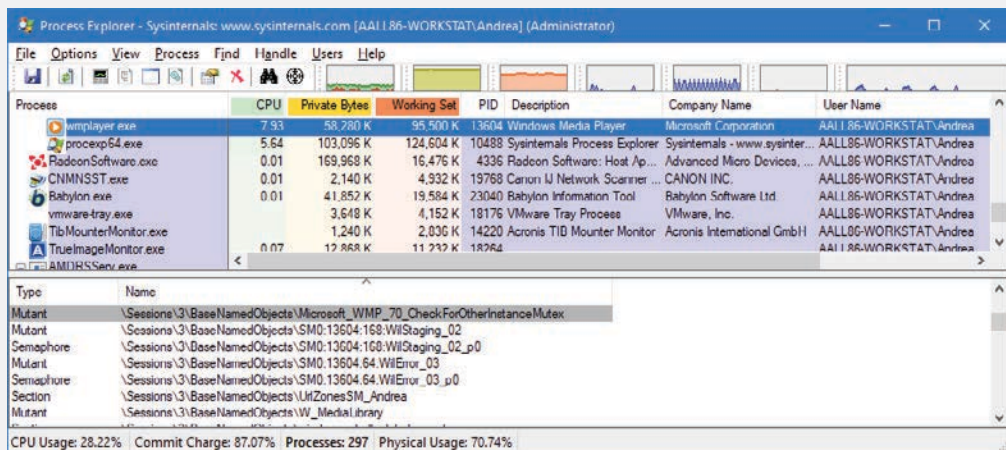 Process Explorer - Sysinternals: www.sysinternals.com [AALL86-WORKSTAT\Andrea] (Administrator)
File Options View Process Find Handle Users Help
Process CPU Private Bytes Working Set PID Description Company Name User Name
wmplayer.exe 7.93 58,280 K 95,500 K 13604 Windows Media Player Microsoft Corporation AALL86-WORKSTAT\Andrea
procexp64.exe 5.64 103,096 K 124,604 K 10488 Sysinternals Process Explorer Sysinternals - www.sysinter... AALL86-WORKSTAT\Andrea
RadeonSoftware.exe 0.01 169,968 K 16,476 K 4336 Radeon Software: Host Ap... Advanced Micro Devices, ... AALL86-WORKSTAT\Andrea
CNMNSST.exe 0.01 2,140 K 4,932 K 19768 Canon IJ Network Scanner ... CANON INC. AALL86-WORKSTAT\Andrea
Babylon.exe 0.01 41,852 K 19,584 K 23040 Babylon Information Tool Babylon Software Ltd. AALL86-WORKSTAT\Andrea
vmware-tray.exe 3,648 K 4,152 K 18176 VMware Tray Process VMware, Inc. AALL86-WORKSTAT\Andrea
TibMounterMonitor.exe 1,240 K 2,836 K 14220 Acronis TIB Mounter Monitor Acronis International GmbH AALL86-WORKSTAT\Andrea
TrueImageMonitor.exe 0.07 12,868 K 11,232 K 18264 AALL86-WORKSTAT\Andrea
AMDRSServ.exe
Type Name
Mutant \Sessions\3\BaseNamedObjects\Microsoft_WMP_70_CheckForOtherInstanceMutex
Mutant \Sessions\3\BaseNamedObjects\SM0:13604:168:WilStaging_02
Semaphore \Sessions\3\BaseNamedObjects\SM0:13604:168:WilStaging_02_p0
Mutant \Sessions\3\BaseNamedObjects\SM0:13604:64:WilError_03
Semaphore \Sessions\3\BaseNamedObjects\SM0:13604:64:WilError_03_p0
Section \Sessions\3\BaseNamedObjects\UrlZonesSM_Andrea
Mutant \Sessions\3\BaseNamedObjects\W_MediaLibrary
CPU Usage: 28.22% Commit Charge: 87.07% Processes: 297 Physical Usage: 70.74%